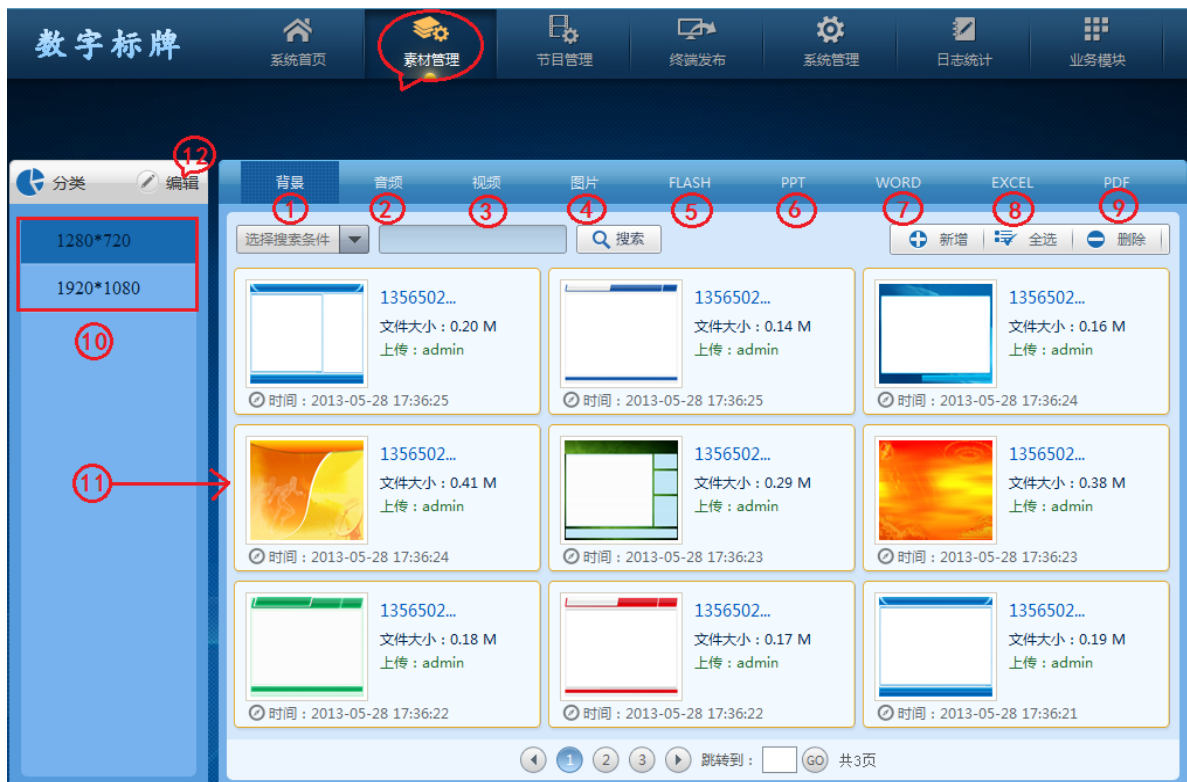 数字标牌
系统首页 素材管理 节目管理 终端发布 系统管理 日志统计 业务模块
12
分类 编辑 背景 音频 视频 图片 FLASH PPT WORD EXCEL PDF
1 2 3 4 5 6 7 8 9
选择搜索条件 搜索 新增 全选 删除
1280*720
1920*1080
10
11
1356502... 1356502... 1356502...
文件大小：0.20 M 文件大小：0.14 M 文件大小：0.16 M
上传：admin 上传：admin 上传：admin
时间：2013-05-28 17:36:25 时间：2013-05-28 17:36:25 时间：2013-05-28 17:36:24
1356502... 1356502... 1356502...
文件大小：0.41 M 文件大小：0.29 M 文件大小：0.38 M
上传：admin 上传：admin 上传：admin
时间：2013-05-28 17:36:24 时间：2013-05-28 17:36:23 时间：2013-05-28 17:36:23
1356502... 1356502... 1356502...
文件大小：0.18 M 文件大小：0.17 M 文件大小：0.19 M
上传：admin 上传：admin 上传：admin
时间：2013-05-28 17:36:22 时间：2013-05-28 17:36:22 时间：2013-05-28 17:36:21
1 2 3 跳转到： GO 共3页